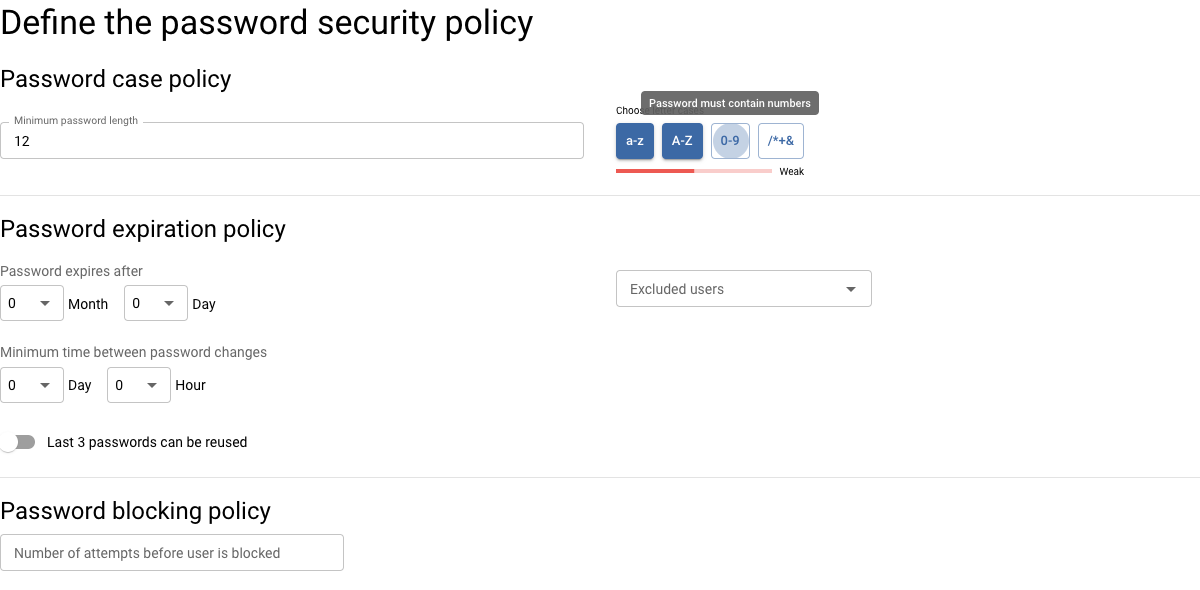 Define the password security policy
Password case policy
Password must contain numbers
Choose
Minimum password length
12
a-z A-Z 0-9 /*+&
Weak
Password expiration policy
Password expires after
0 Month 0 Day
Excluded users
Minimum time between password changes
0 Day 0 Hour
Last 3 passwords can be reused
Password blocking policy
Number of attempts before user is blocked